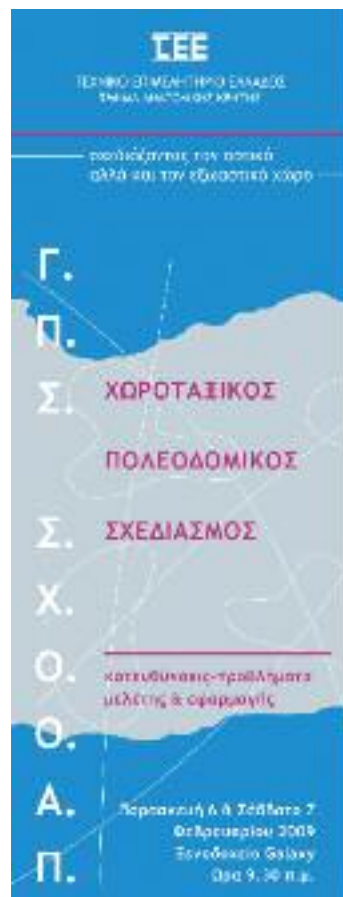 ΤΕΕ
ΤΕΧΝΙΚΟ ΕΠΙΜΕΛΗΤΗΡΙΟ ΕΛΛΑΔΟΣ
ΤΜΗΜΑ ΑΝΑΤΟΛΙΚΗΣ ΚΡΗΤΗΣ
σχεδιάζοντας τον αστικό
αλλά και τον εξωαστικό χώρο
Γ.
Π.
Σ.
Σ.
Χ.
Ο.
Ο.
Α.
Π.
ΧΩΡΟΤΑΞΙΚΟΣ
ΠΟΛΕΟΔΟΜΙΚΟΣ
ΣΧΕΔΙΑΣΜΟΣ
κατευθύνσεις-προβλήματα
μελέτης & εφαρμογής
Παρασκευή 6 & Σάββατο 7
Φεβρουαρίου 2009
Ξενοδοχείο Galaxy
Ώρα 9.30 π.μ.